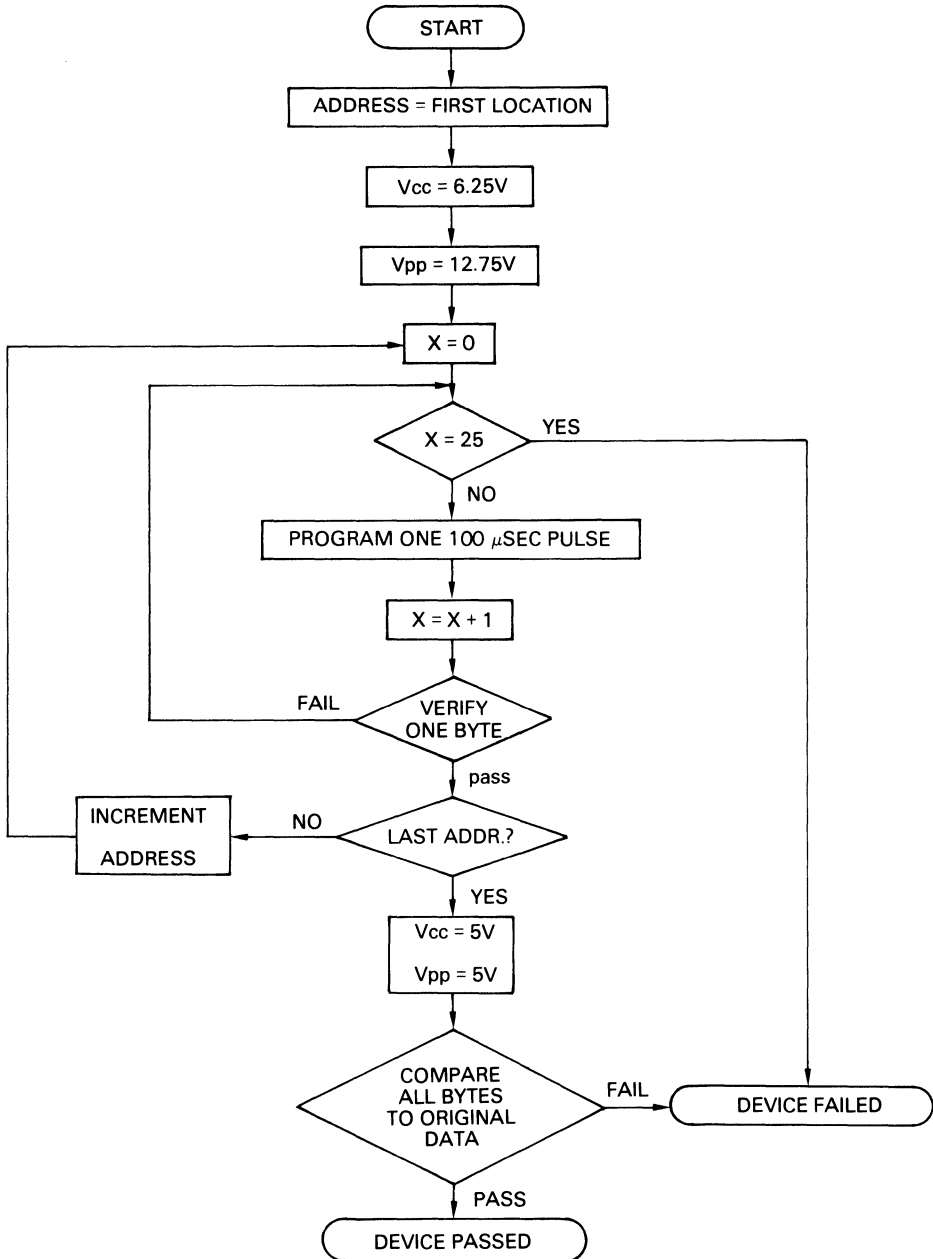 START
ADDRESS = FIRST LOCATION
Vcc = 6.25V
Vpp = 12.75V
X = 0
X = 25
YES
NO
PROGRAM ONE 100 μSEC PULSE
X = X + 1
FAIL
VERIFY
ONE BYTE
pass
INCREMENT
ADDRESS
NO
LAST ADDR.?
YES
Vcc = 5V
Vpp = 5V
COMPARE
ALL BYTES
TO ORIGINAL
DATA
FAIL
DEVICE FAILED
PASS
DEVICE PASSED